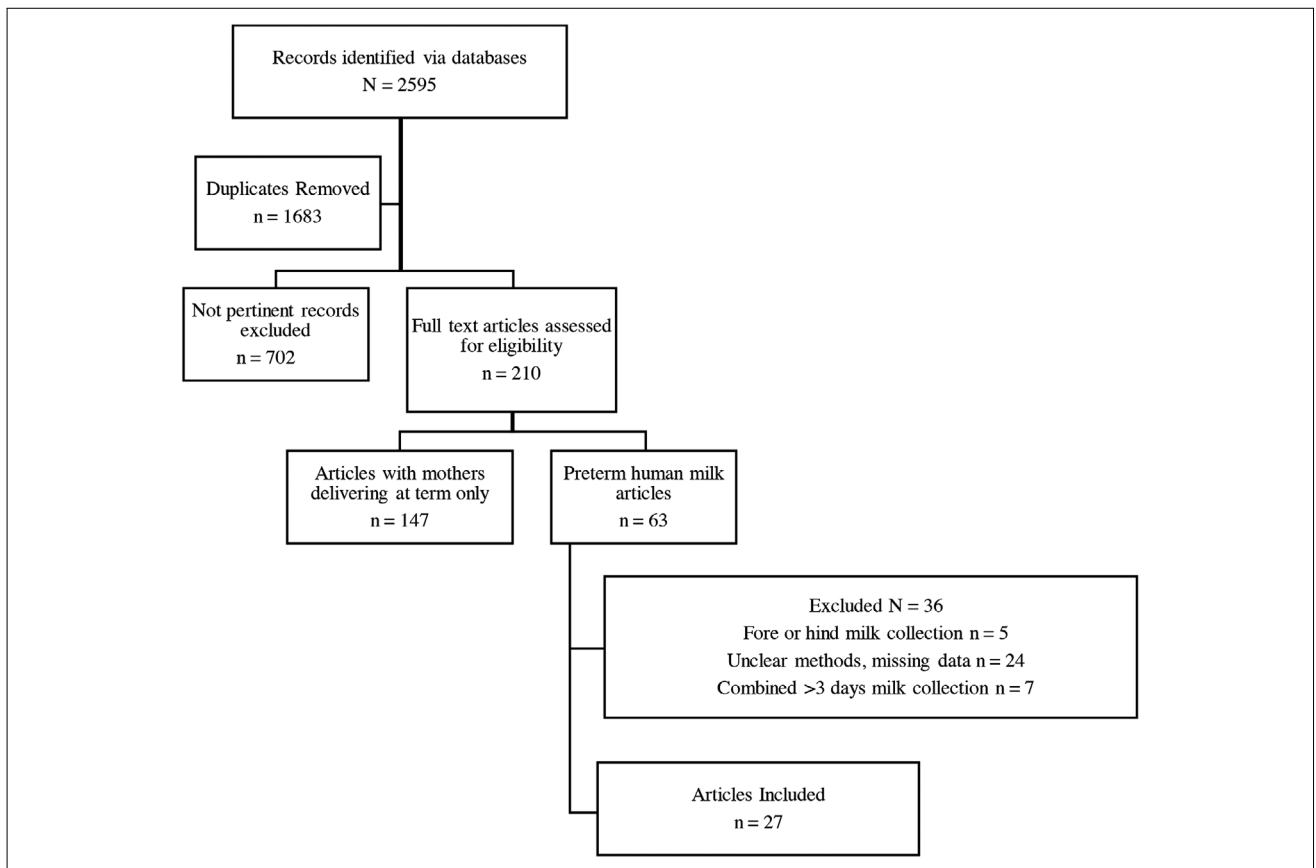 Records identified via databases
N = 2595
Duplicates Removed
n = 1683
Not pertinent records
excluded
n = 702
Full text articles assessed
for eligibility
n = 210
Articles with mothers
delivering at term only
n = 147
Preterm human milk
articles
n = 63
Excluded N = 36
Fore or hind milk collection n = 5
Unclear methods, missing data n = 24
Combined >3 days milk collection n = 7
Articles Included
n = 27